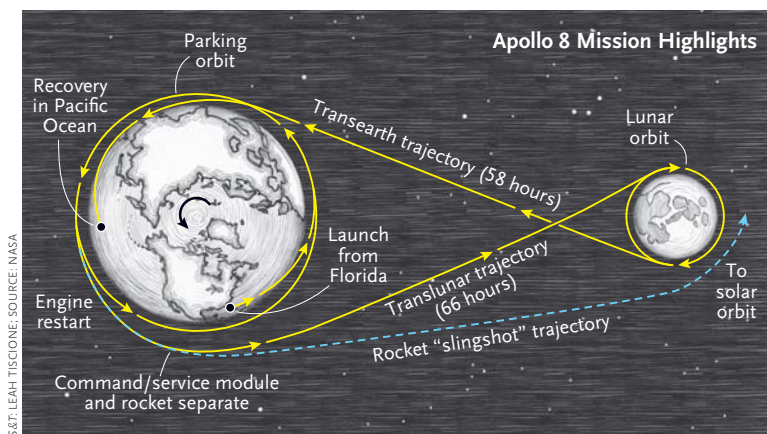 Apollo 8 Mission Highlights
Parking
orbit
Recovery
in Pacific
Ocean
Transearth trajectory (58 hours)
Lunar
orbit
Launch
from
Florida
Translunar trajectory
(66 hours)
To
solar
orbit
Engine
restart
Rocket “slingshot” trajectory
Command/service module
and rocket separate
S&T: LEAH TISCIONE; SOURCE: NASA